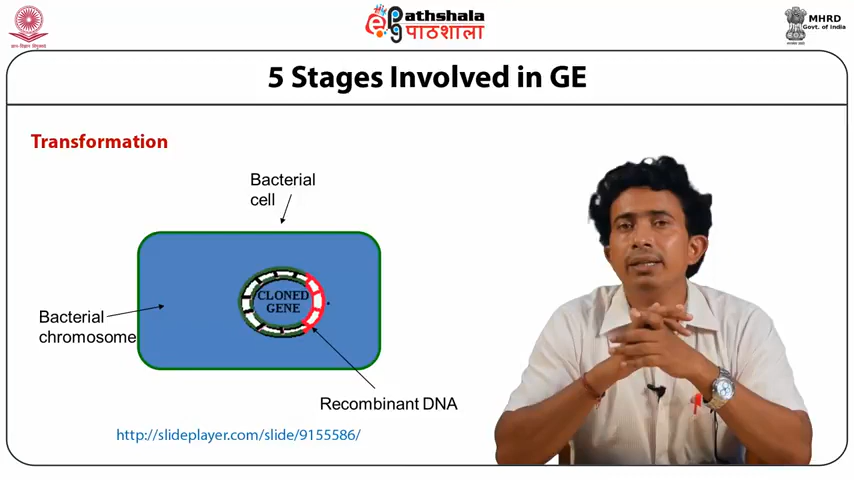 Pathshala
पाठशाला
MHRD
Govt. of India
5 Stages Involved in GE
Transformation
Bacterial
cell
CLONED
GENE
Bacterial
chromosome
Recombinant DNA
http://slideplayer.com/slide/9155586/